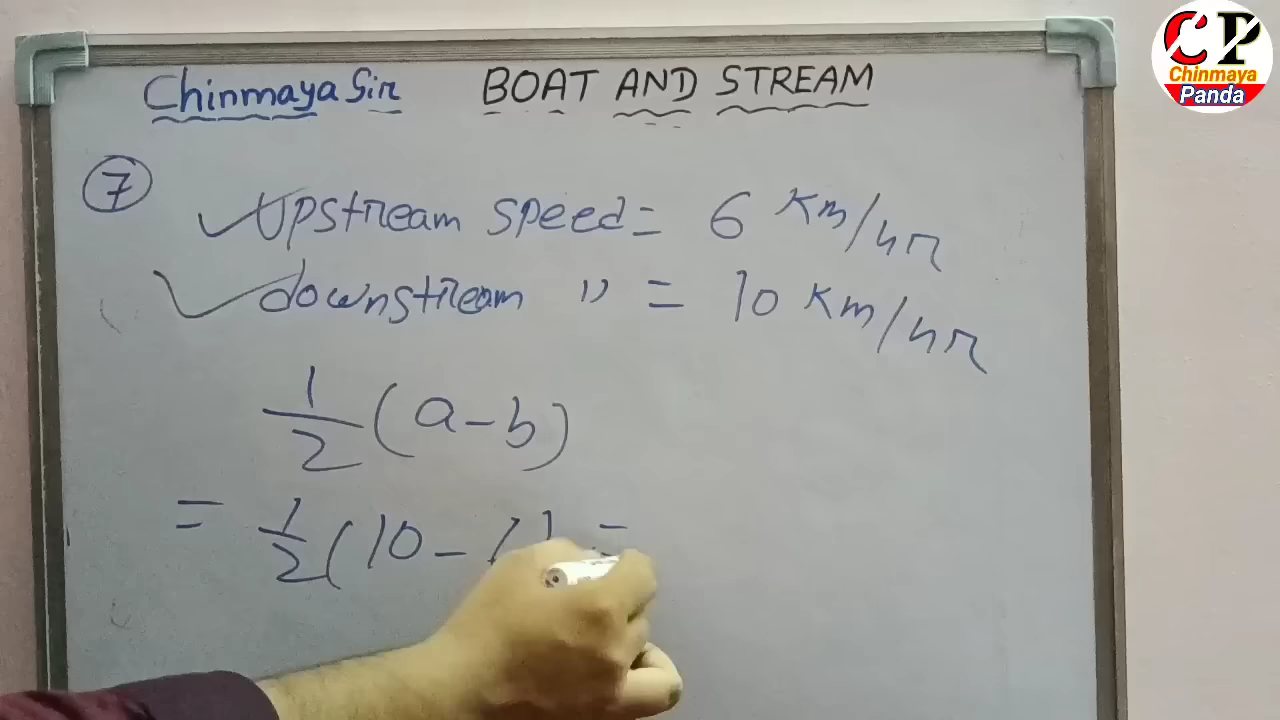 Chinmaya Sir BOAT AND STREAM
CP
Chinmaya
Panda
7
Upstream speed = 6 Km/hr
downstream " = 10 Km/hr
1/2 (a-b)
= 1/2 (10 - ) =